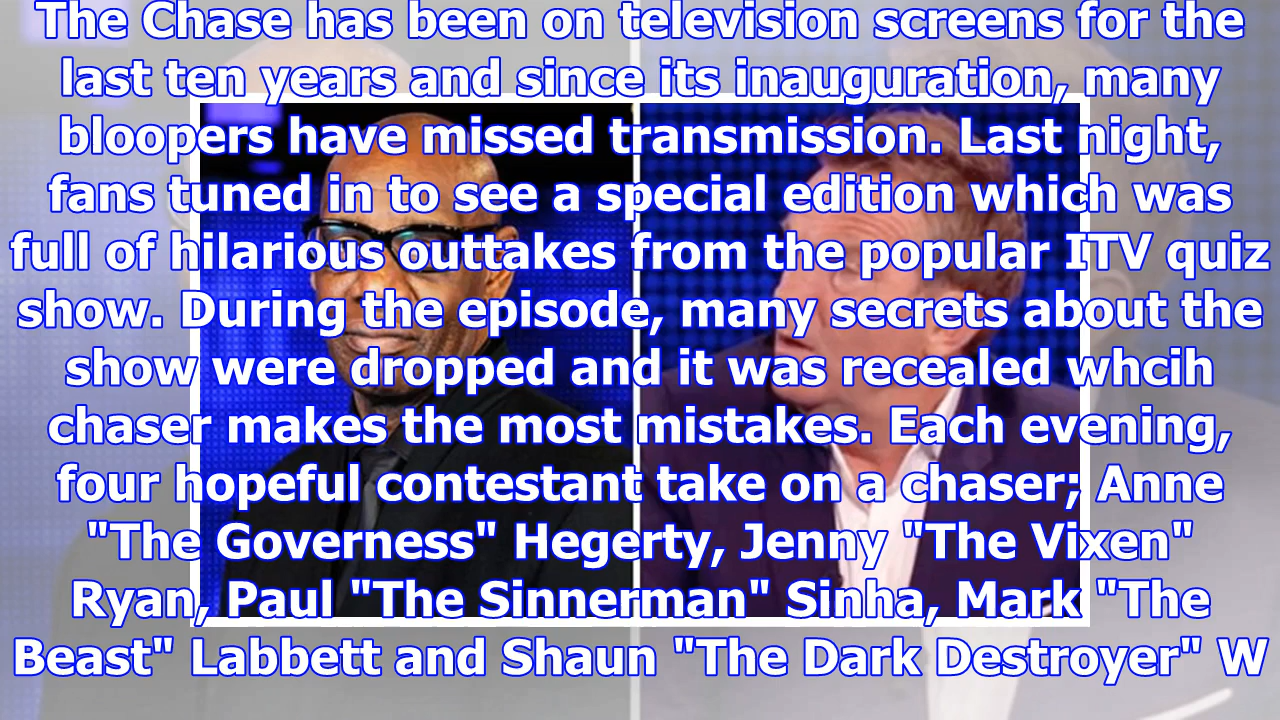 The Chase has been on television screens for the
last ten years and since its inauguration, many
bloopers have missed transmission. Last night,
fans tuned in to see a special edition which was
full of hilarious outtakes from the popular ITV quiz
show. During the episode, many secrets about the
show were dropped and it was recealed whcih
chaser makes the most mistakes. Each evening,
four hopeful contestant take on a chaser; Anne
"The Governess" Hegerty, Jenny "The Vixen"
Ryan, Paul "The Sinnerman" Sinha, Mark "The
Beast" Labbett and Shaun "The Dark Destroyer" W